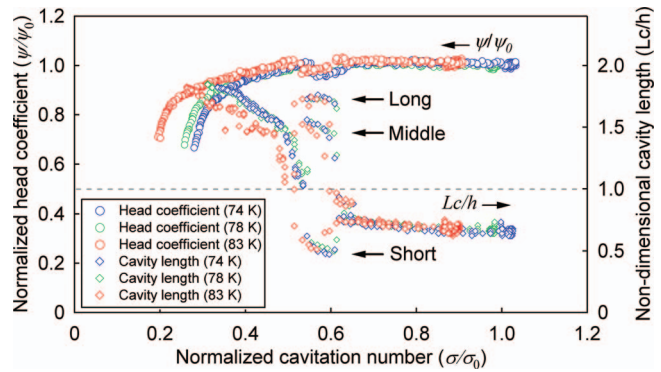 Normalized head coefficient (ψ/ψ0)
1.2
1.0
0.8
0.6
0.4
0.2
0
ψ/ψ0
Long
Middle
Lc/h
Short
Head coefficient (74 K)
Head coefficient (78 K)
Head coefficient (83 K)
Cavity length (74 K)
Cavity length (78 K)
Cavity length (83 K)
2.0
1.5
1.0
0.5
0
Non-dimensional cavity length (Lc/h)
0 0.2 0.4 0.6 0.8 1.0 1.2
Normalized cavitation number (σ/σ0)